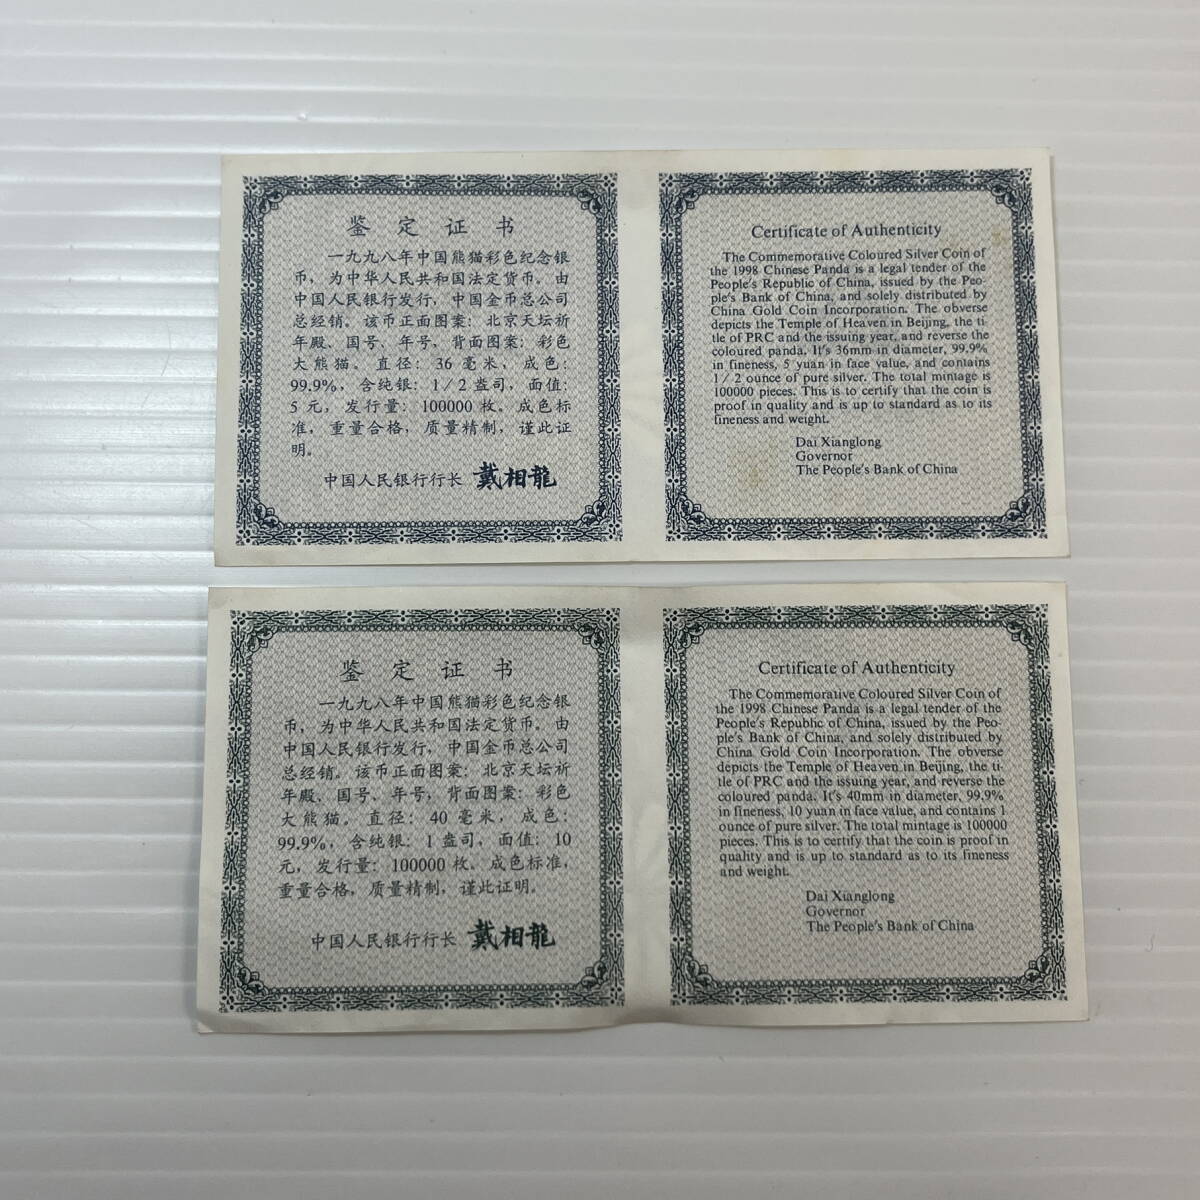 鉴定证书
一九九八年中国熊猫彩色纪念银
币，为中华人民共和国法定货币。由
中国人民银行发行，中国金币总公司
总经销。该币正面图案：北京天坛祈
年殿、国号、年号，背面图案：彩色
大熊猫。直径：36 毫米，成色：
99.9%，含纯银：1/2 盎司，面值：
5 元，发行量：100000 枚。成色标
准，重量合格，质量精制，谨此证
明。
中国人民银行行长 戴相龍
Certificate of Authenticity
The Commemorative Coloured Silver Coin of
the 1998 Chinese Panda is a legal tender of the
People's Republic of China, issued by the Peo-
ple's Bank of China, and solely distributed by
China Gold Coin Incorporation. The obverse
depicts the Temple of Heaven in Beijing, the ti-
tle of PRC and the issuing year, and reverse the
coloured panda. It's 36mm in diameter, 99.9%
in fineness, 5 yuan in face value, and contains
1/2 ounce of pure silver. The total mintage is
100000 pieces. This is to certify that the coin is
proof in quality and is up to standard as to its
fineness and weight.
Dai Xianglong
Governor
The People's Bank of China
鉴定证书
一九九八年中国熊猫彩色纪念银
币，为中华人民共和国法定货币。由
中国人民银行发行，中国金币总公司
总经销。该币正面图案：北京天坛祈
年殿、国号、年号，背面图案：彩色
大熊猫。直径：40 毫米，成色：
99.9%，含纯银：1 盎司，面值：10
元，发行量：100000 枚。成色标准，
重量合格，质量精制，谨此证明。
中国人民银行行长 戴相龍
Certificate of Authenticity
The Commemorative Coloured Silver Coin of
the 1998 Chinese Panda is a legal tender of the
People's Republic of China, issued by the Peo-
ple's Bank of China, and solely distributed by
China Gold Coin Incorporation. The obverse
depicts the Temple of Heaven in Beijing, the ti-
tle of PRC and the issuing year, and reverse the
coloured panda. It's 40mm in diameter, 99.9%
in fineness, 10 yuan in face value, and contains 1
ounce of pure silver. The total mintage is 100000
pieces. This is to certify that the coin is proof in
quality and is up to standard as to its fineness
and weight.
Dai Xianglong
Governor
The People's Bank of China